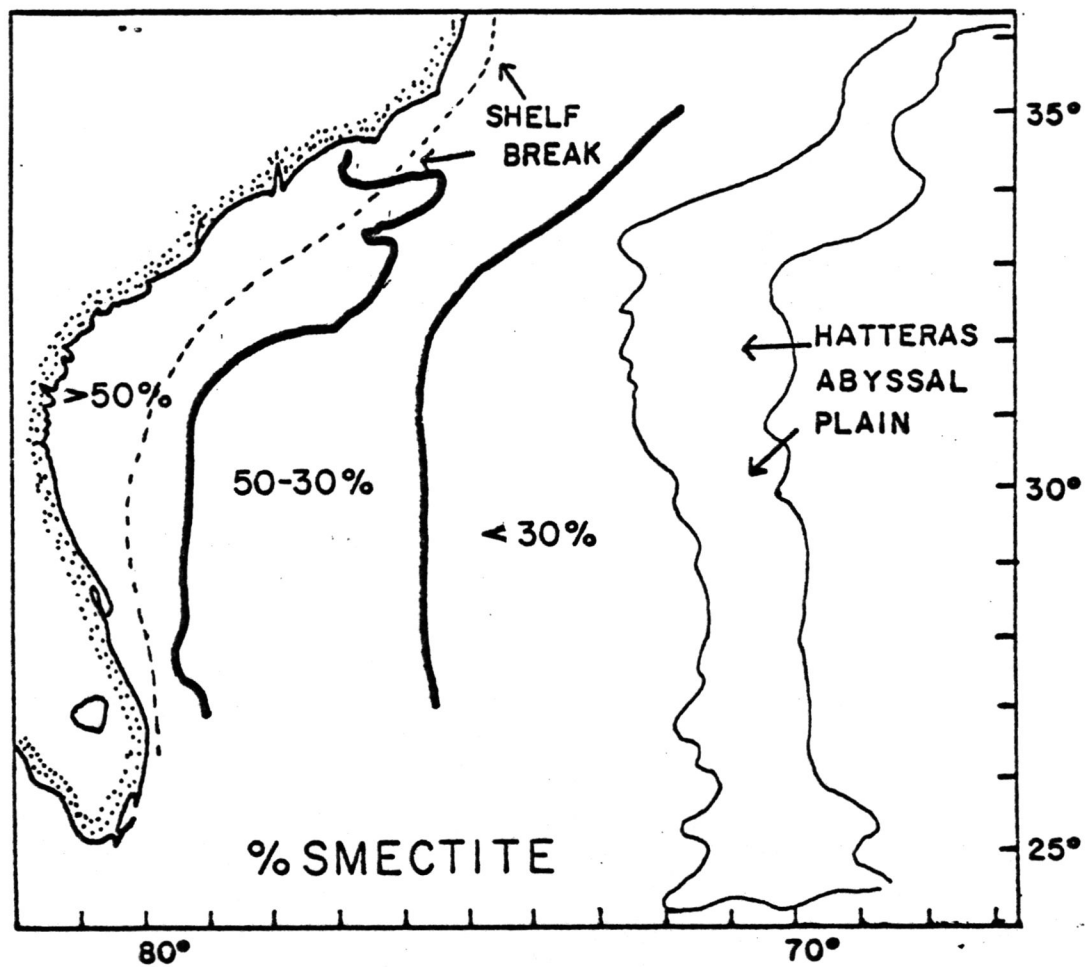 SHELF
BREAK
35°
HATTERAS
ABYSSAL
PLAIN
>50%
50-30%
30°
< 30%
% SMECTITE
25°
80°
70°